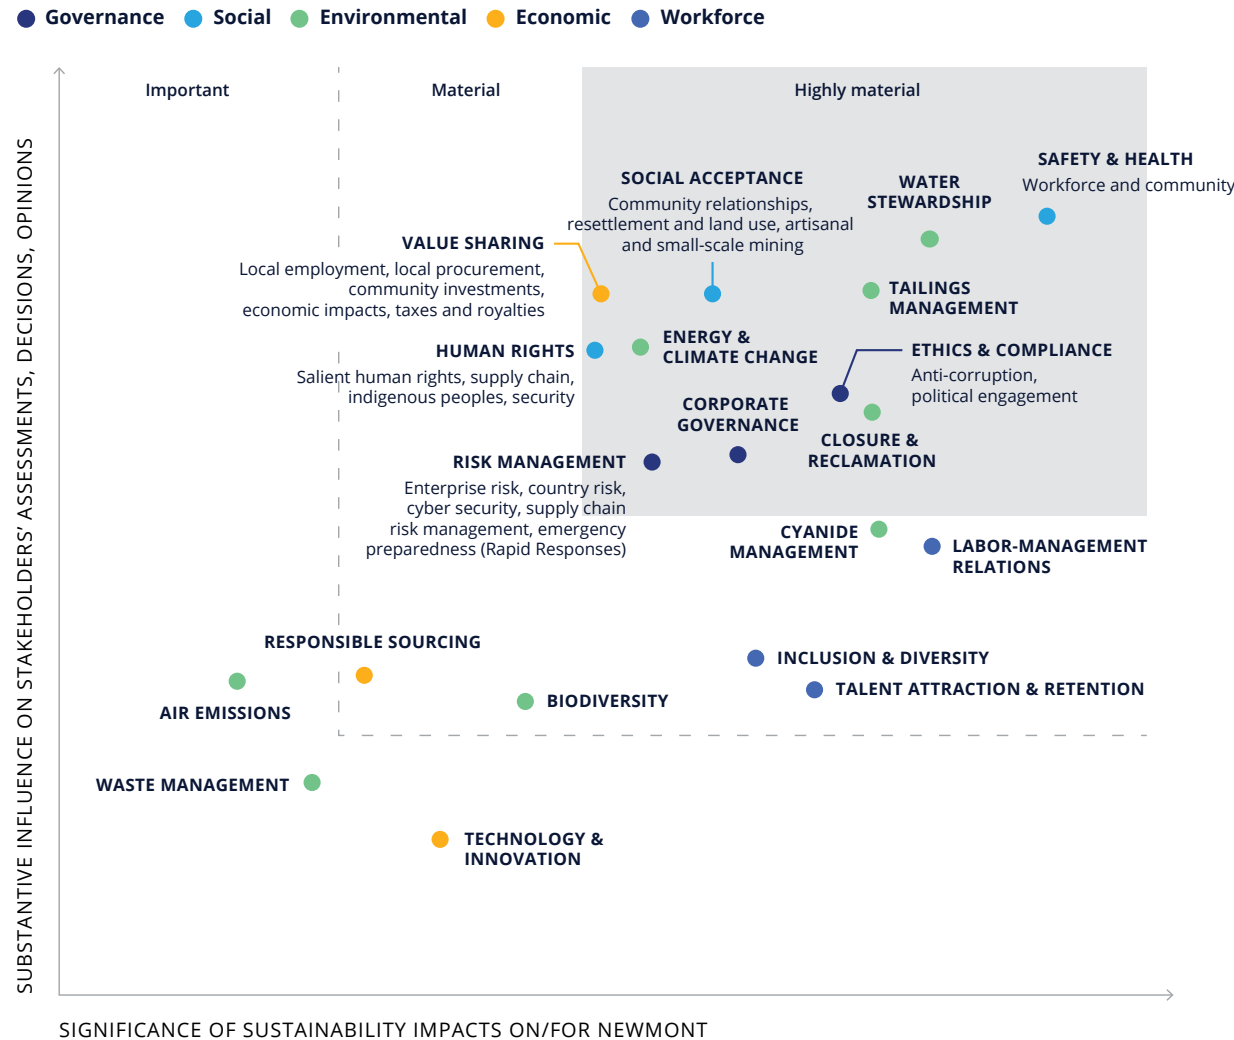 Governance Social Environmental Economic Workforce
Important Material Highly material
SUBSTANTIVE INFLUENCE ON STAKEHOLDERS’ ASSESSMENTS, DECISIONS, OPINIONS
SAFETY & HEALTH
Workforce and community
SOCIAL ACCEPTANCE
Community relationships,
resettlement and land use, artisanal
and small-scale mining
WATER
STEWARDSHIP
VALUE SHARING
Local employment, local procurement,
community investments,
economic impacts, taxes and royalties
TAILINGS
MANAGEMENT
HUMAN RIGHTS
Salient human rights, supply chain,
indigenous peoples, security
ENERGY &
CLIMATE CHANGE
ETHICS & COMPLIANCE
Anti-corruption,
political engagement
CORPORATE
GOVERNANCE
CLOSURE &
RECLAMATION
RISK MANAGEMENT
Enterprise risk, country risk,
cyber security, supply chain
risk management, emergency
preparedness (Rapid Responses)
CYANIDE
MANAGEMENT
LABOR-MANAGEMENT
RELATIONS
RESPONSIBLE SOURCING
INCLUSION & DIVERSITY
TALENT ATTRACTION & RETENTION
BIODIVERSITY
AIR EMISSIONS
WASTE MANAGEMENT
TECHNOLOGY &
INNOVATION
SIGNIFICANCE OF SUSTAINABILITY IMPACTS ON/FOR NEWMONT